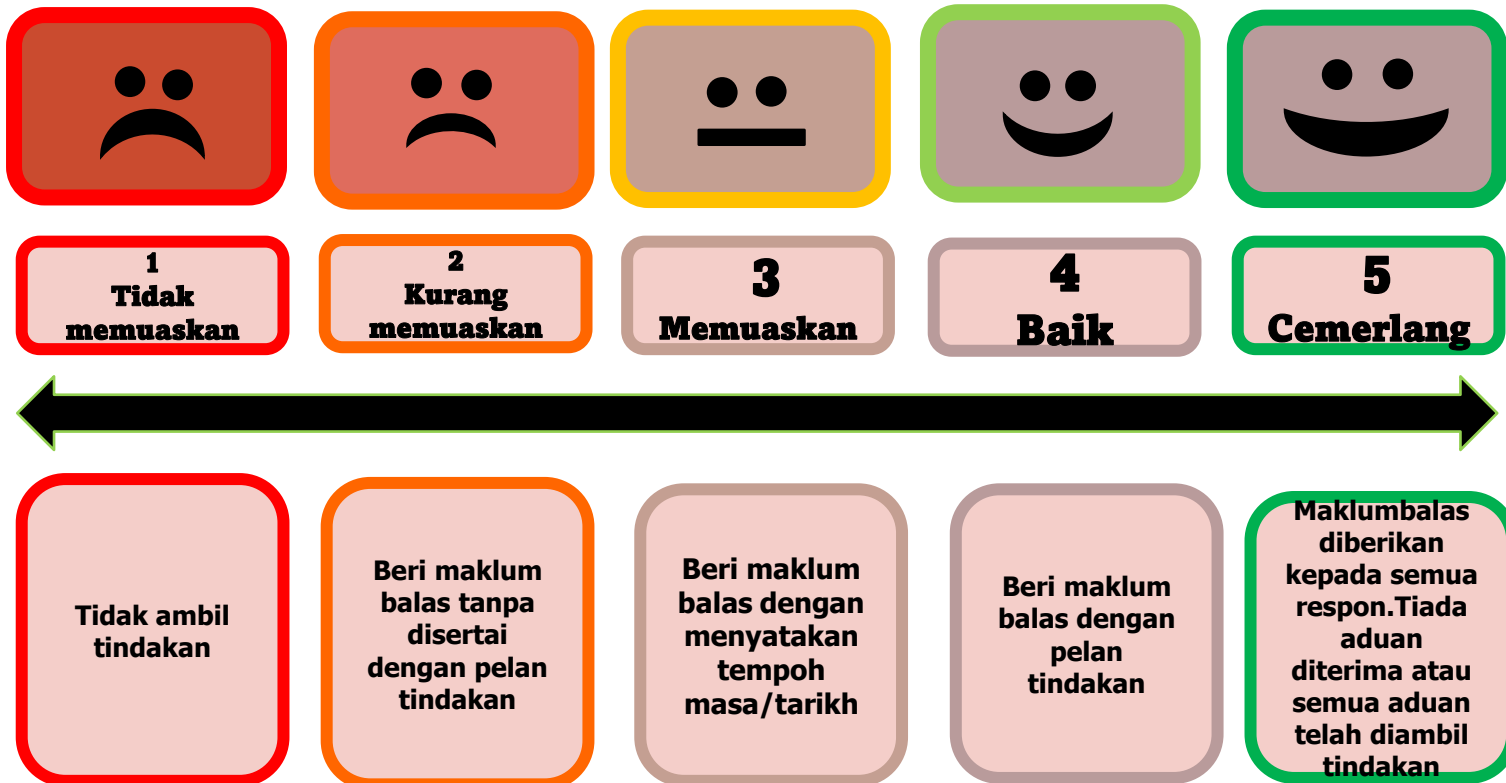 1
Tidak
memuaskan
2
Kurang
memuaskan
3
Memuaskan
4
Baik
5
Cemerlang
Tidak ambil
tindakan
Beri maklum
balas tanpa
disertai
dengan pelan
tindakan
Beri maklum
balas dengan
menyatakan
tempoh
masa/tarikh
Beri maklum
balas dengan
pelan
tindakan
Maklumbalas
diberikan
kepada semua
respon.Tiada
aduan
diterima atau
semua aduan
telah diambil
tindakan